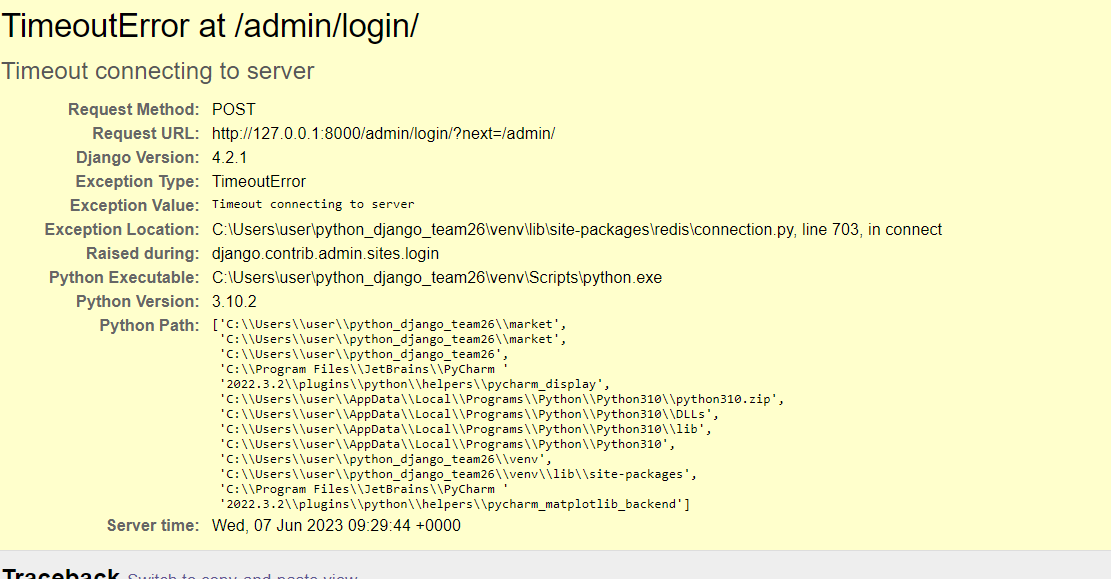 TimeoutError at /admin/login/
Timeout connecting to server
Request Method: POST
Request URL: http://127.0.0.1:8000/admin/login/?next=/admin/
Django Version: 4.2.1
Exception Type: TimeoutError
Exception Value: Timeout connecting to server
Exception Location: C:\Users\user\python_django_team26\venv\lib\site-packages\redis\connection.py, line 703, in connect
Raised during: django.contrib.admin.sites.login
Python Executable: C:\Users\user\python_django_team26\venv\Scripts\python.exe
Python Version: 3.10.2
Python Path: ['C:\\Users\\user\\python_django_team26\\market',
'C:\\Users\\user\\python_django_team26\\market',
'C:\\Users\\user\\python_django_team26',
'C:\\Program Files\\JetBrains\\PyCharm '
'2022.3.2\\plugins\\python\\helpers\\pycharm_display',
'C:\\Users\\user\\AppData\\Local\\Programs\\Python\\Python310\\python310.zip',
'C:\\Users\\user\\AppData\\Local\\Programs\\Python\\Python310\\DLLs',
'C:\\Users\\user\\AppData\\Local\\Programs\\Python\\Python310\\lib',
'C:\\Users\\user\\AppData\\Local\\Programs\\Python\\Python310',
'C:\\Users\\user\\python_django_team26\\venv',
'C:\\Users\\user\\python_django_team26\\venv\\lib\\site-packages',
'C:\\Program Files\\JetBrains\\PyCharm '
'2022.3.2\\plugins\\python\\helpers\\pycharm_matplotlib_backend']
Server time: Wed, 07 Jun 2023 09:29:44 +0000
Traceback Switch to copy-and-paste view